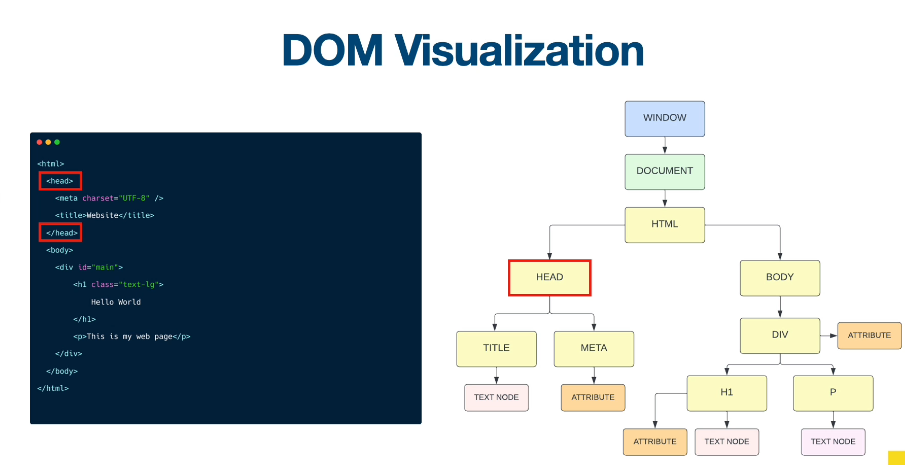 DOM Visualization
<html>
<head>
<meta charset="UTF-8" />
<title>Website</title>
</head>
<body>
<div id="main">
<h1 class="text-lg">
Hello World
</h1>
<p>This is my web page</p>
</div>
</body>
</html>
WINDOW
DOCUMENT
HTML
HEAD
BODY
TITLE
META
DIV
ATTRIBUTE
TEXT NODE
ATTRIBUTE
H1
P
ATTRIBUTE
TEXT NODE
TEXT NODE